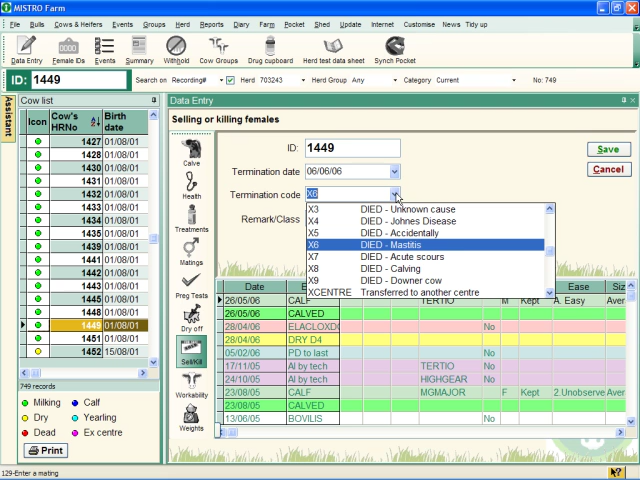 MISTRO Farm
File Bulls Cows & Heifers Events Groups Herd Reports Diary Farm Pocket Shed Update Internet Customise News Tidy up
Data Entry Female IDs Events Summary Withhold Cow Groups Drug cupboard Herd test data sheet Synch Pocket
ID: 1449 Search on Recording# Herd 703243 Herd Group Any Category Current No: 749
Assistant
Cow list
Icon Cow's HRNo Birth date
1427 01/08/01
1428 01/08/01
1430 01/08/01
1431 01/08/01
1432 01/08/01
1433 01/08/01
1434 01/08/01
1435 01/08/01
1439 01/08/01
1440 01/08/01
1442 01/08/01
1443 01/08/01
1444 01/08/01
1445 01/08/01
1448 01/08/01
1449 01/08/01
1451 01/08/01
1452 15/08/01
749 records
Milking Calf
Dry Yearling
Dead Ex centre
Print
Data Entry
Selling or killing females
Calve
Health
Treatments
Matings
Preg Tests
Dry off
Sell/Kill
Workability
Weights
ID: 1449
Termination date 06/06/06
Termination code X6
Remark/Class
Save
Cancel
X3 DIED - Unknown cause
X4 DIED - Johnes Disease
X5 DIED - Accidentally
X6 DIED - Mastitis
X7 DIED - Acute scours
X8 DIED - Calving
X9 DIED - Downer cow
XCENTRE Transferred to another centre
Date Ease Siz
26/05/06 CALF TERTIO M Kept A. Easy Aver
26/05/06 CALVED
28/04/06 ELACLOXD No
28/04/06 DRY D4
05/02/06 PD to last No
17/11/05 AI by tech TERTIO No
24/10/05 AI by tech HIGHGEAR No
23/08/05 CALF MGMAJOR F Kept 2.Unobserve Aver
23/08/05 CALVED
13/06/05 BOVILIS No
129-Enter a mating